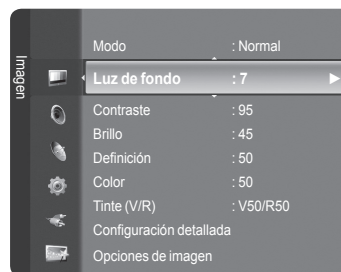 Imagen
Modo : Normal
Luz de fondo : 7
Contraste : 95
Brillo : 45
Definición : 50
Color : 50
Tinte (V/R) : V50/R50
Configuración detallada
Opciones de imagen